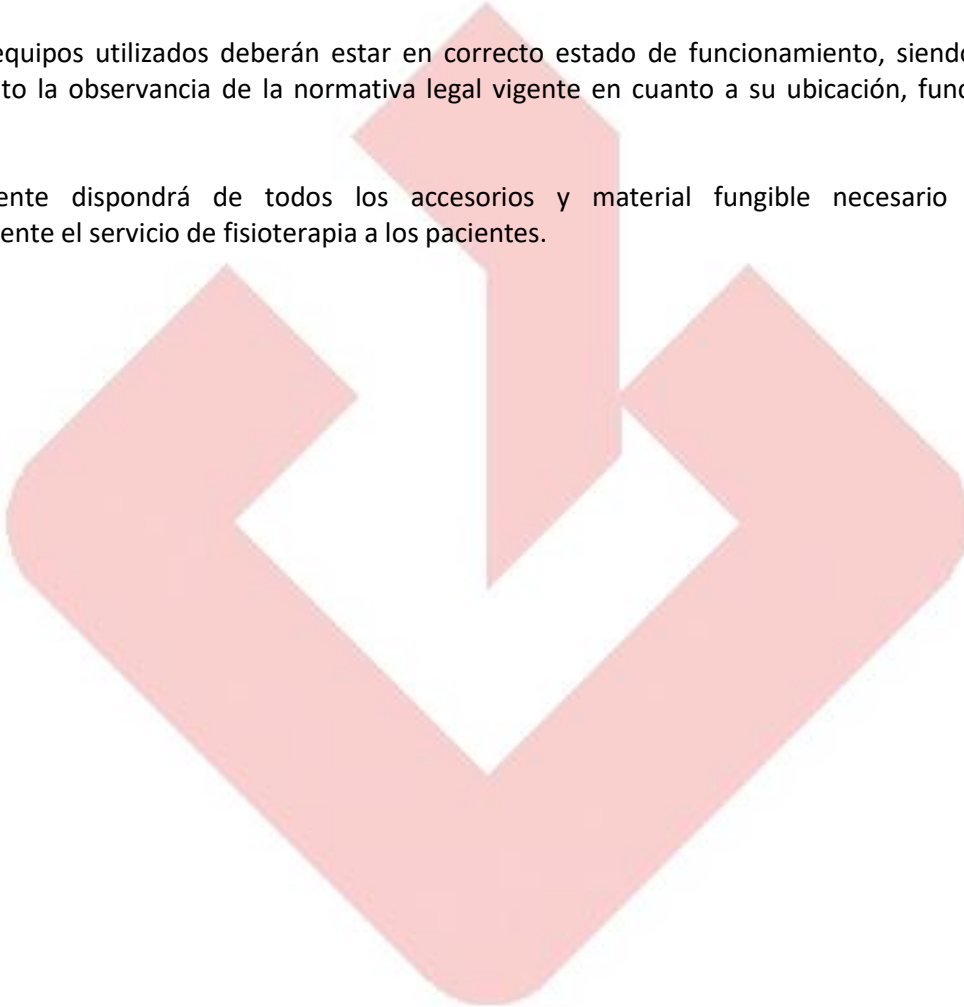 equipos utilizados deberán estar en correcto estado de funcionamiento, siendo
to la observancia de la normativa legal vigente en cuanto a su ubicación, func
ente dispondrá de todos los accesorios y material fungible necesario
ente el servicio de fisioterapia a los pacientes.